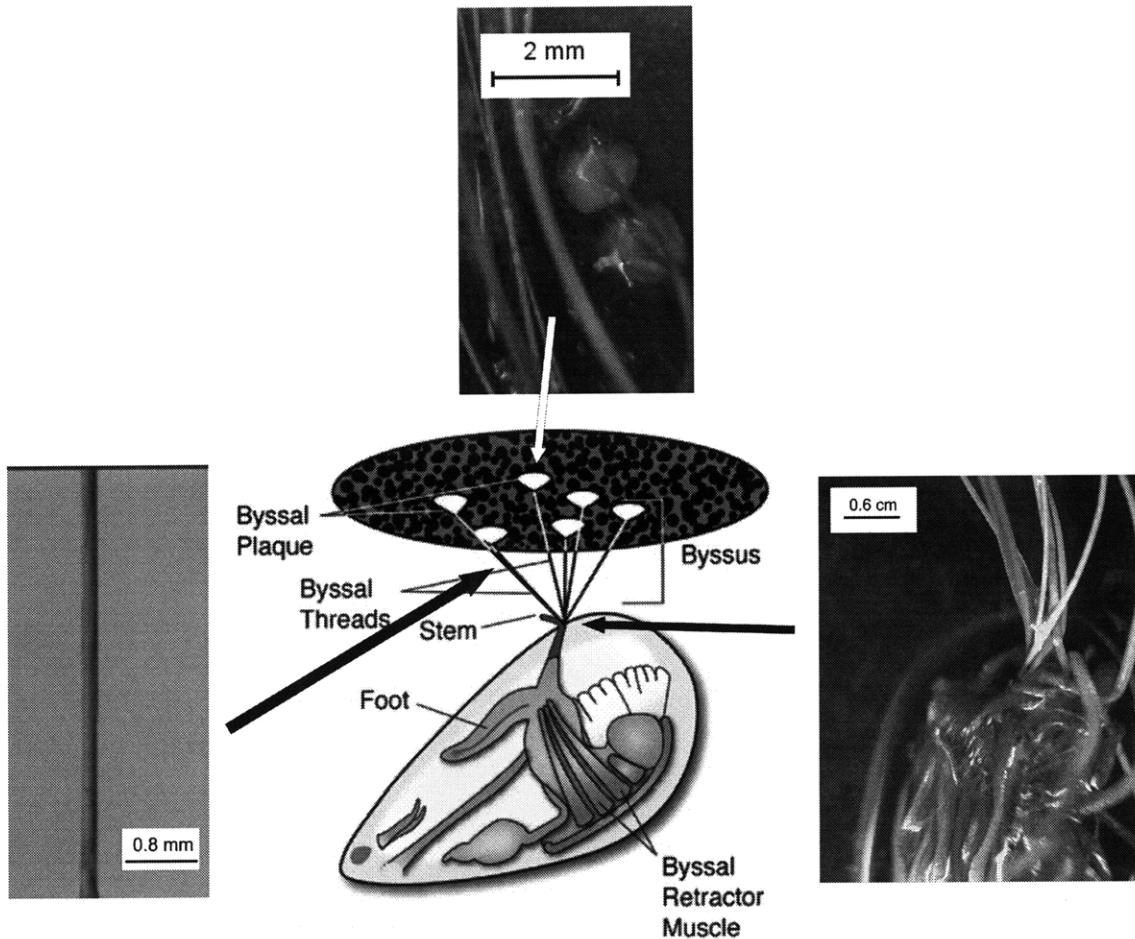 2 mm
Byssal
Plaque
Byssus
0.6 cm
Byssal
Threads
Stem
Foot
0.8 mm
Byssal
Retractor
Muscle